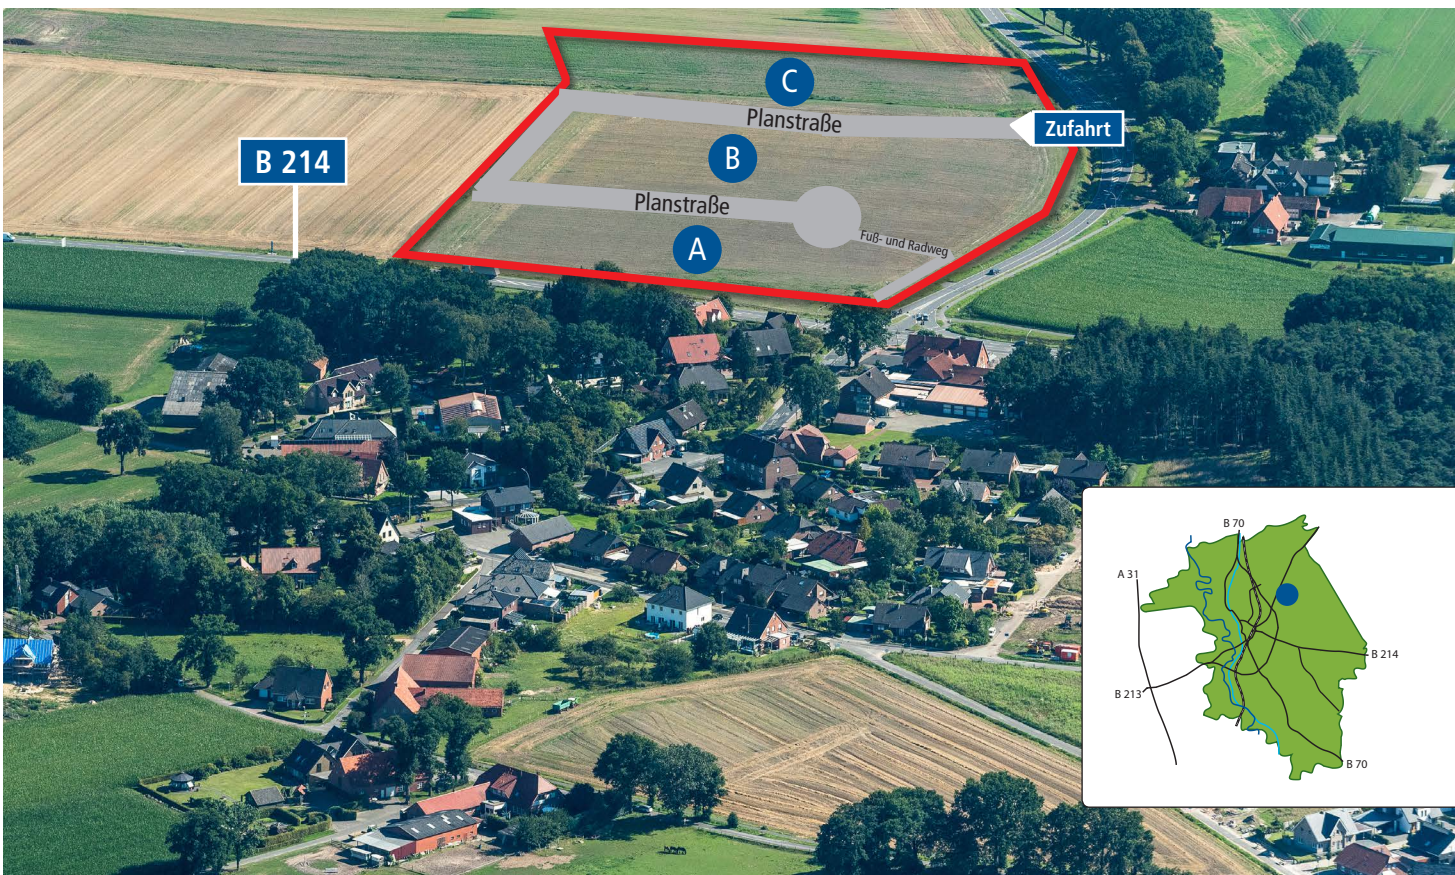 C
Planstraße
Zufahrt
B
B 214
Planstraße
A
Fuß- und Radweg
B 70
A 31
B 214
B 213
B 70